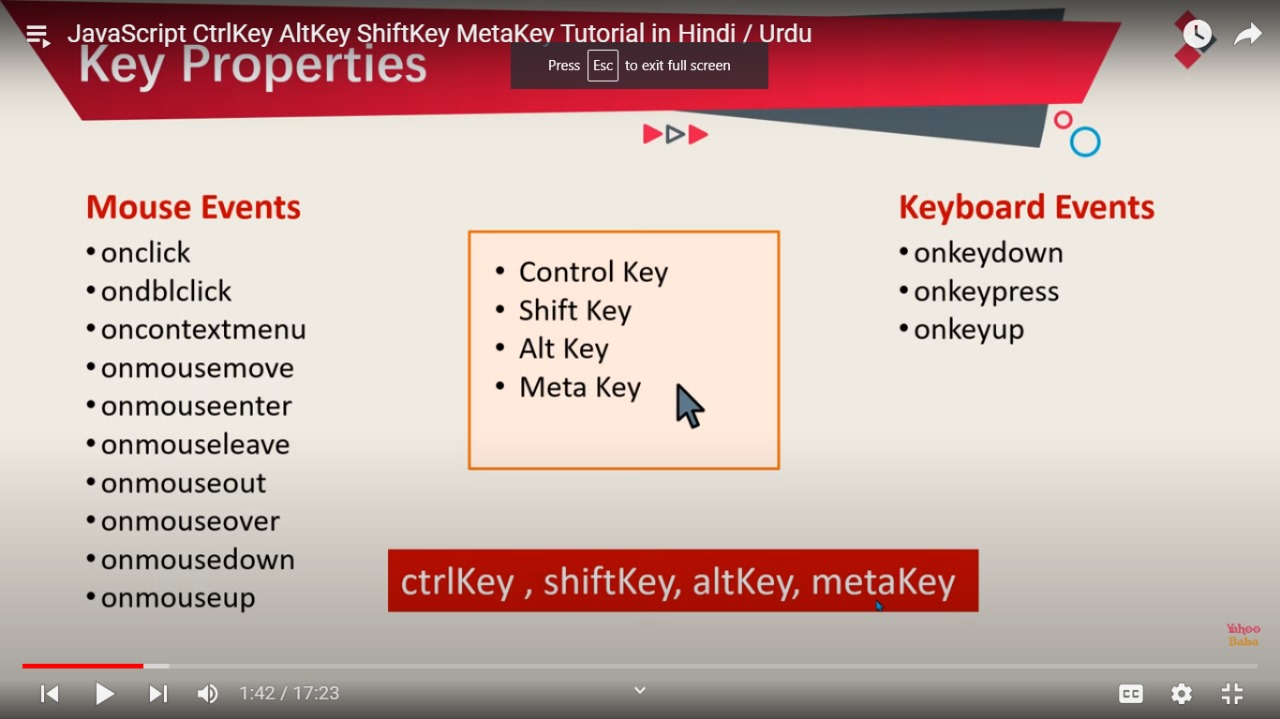 JavaScript CtrlKey AltKey ShiftKey MetaKey Tutorial in Hindi / Urdu
Key Properties
Press Esc to exit full screen
Mouse Events
• onclick
• ondblclick
• oncontextmenu
• onmousemove
• onmouseenter
• onmouseleave
• onmouseout
• onmouseover
• onmousedown
• onmouseup
• Control Key
• Shift Key
• Alt Key
• Meta Key
Keyboard Events
• onkeydown
• onkeypress
• onkeyup
ctrlKey , shiftKey, altKey, metaKey
Yahoo
Baba
1:42 / 17:23
CC